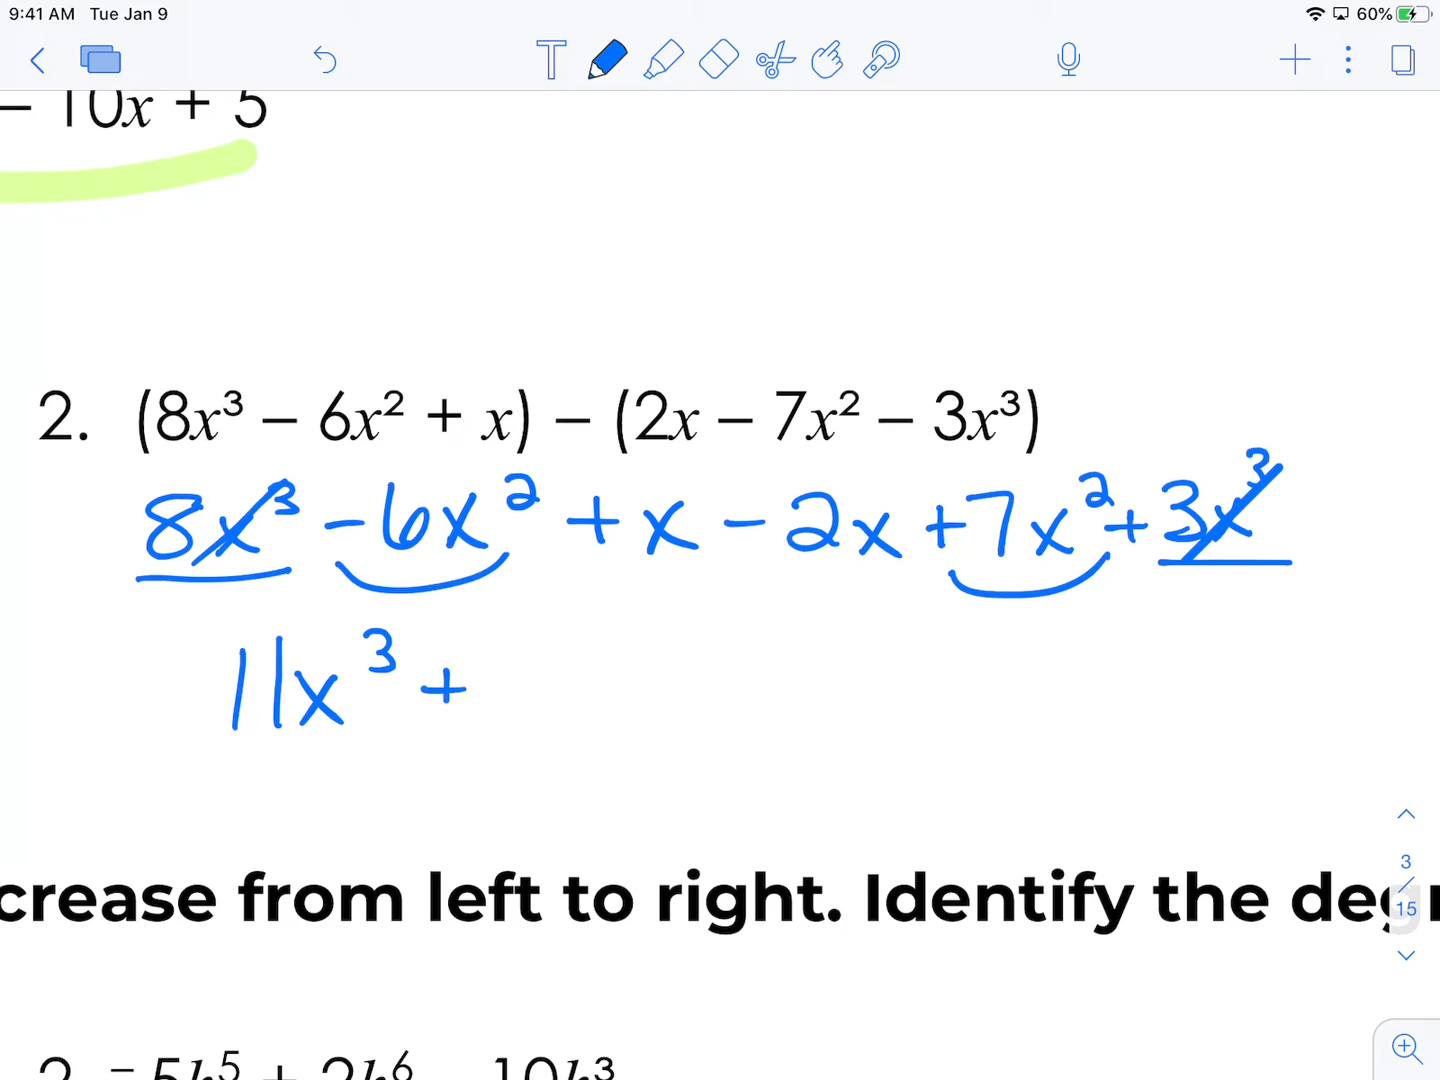 9:41 AM Tue Jan 9 60%
T
– 10x + 5
2. (8x³ – 6x² + x) – (2x – 7x² – 3x³)
8x³ - 6x² + x - 2x + 7x² + 3x³
11x³ +
3
15
crease from left to right. Identify the deg